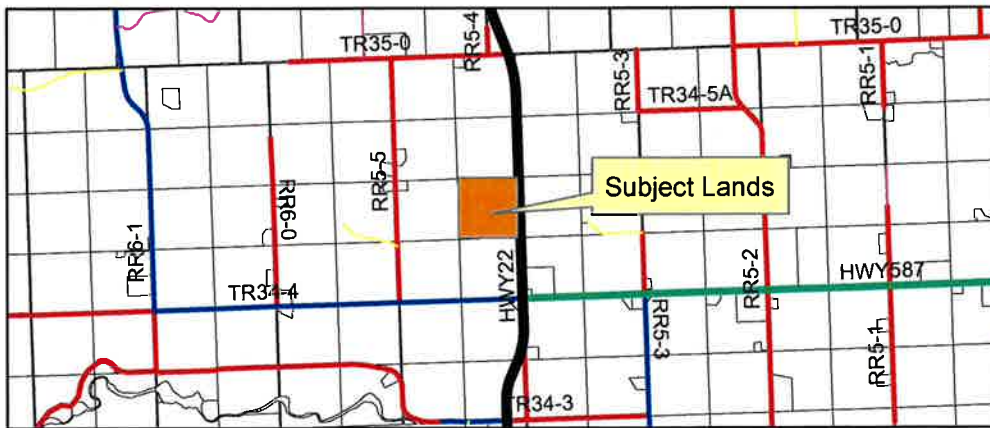 TR35-0
RR5-4
TR35-0
RR5-3
RR5-1
TR34-5A
RR5-5
RR6-0
Subject Lands
RR6-1
HWY22
RR5-2
HWY587
TR34-4
RR5-3
RR5-1
TR34-3